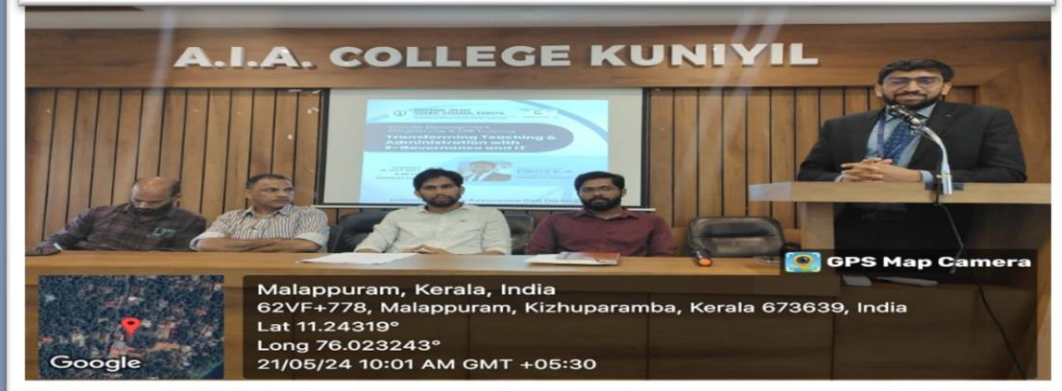 A.I.A. COLLEGE KUNIYIL
Transforming Teaching &
Administration with
E-Governance and IT
GPS Map Camera
Malappuram, Kerala, India
62VF+778, Malappuram, Kizhuparamba, Kerala 673639, India
Lat 11.24319°
Long 76.023243°
21/05/24 10:01 AM GMT +05:30
Google